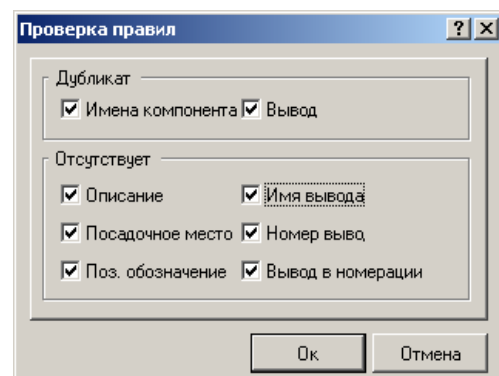 Проверка правил
Дубликат
Имена компонента Вывод
Отсутствует
Описание Имя вывода
Посадочное место Номер выво
Поз. обозначение Вывод в номерации
Ок Отмена